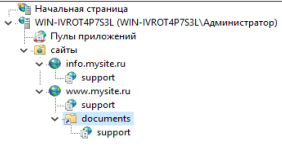 Начальная страница
WIN-IVROT4P7S3L (WIN-IVROT4P7S3L\Администратор)
Пулы приложений
сайты
info.mysite.ru
support
www.mysite.ru
support
documents
support